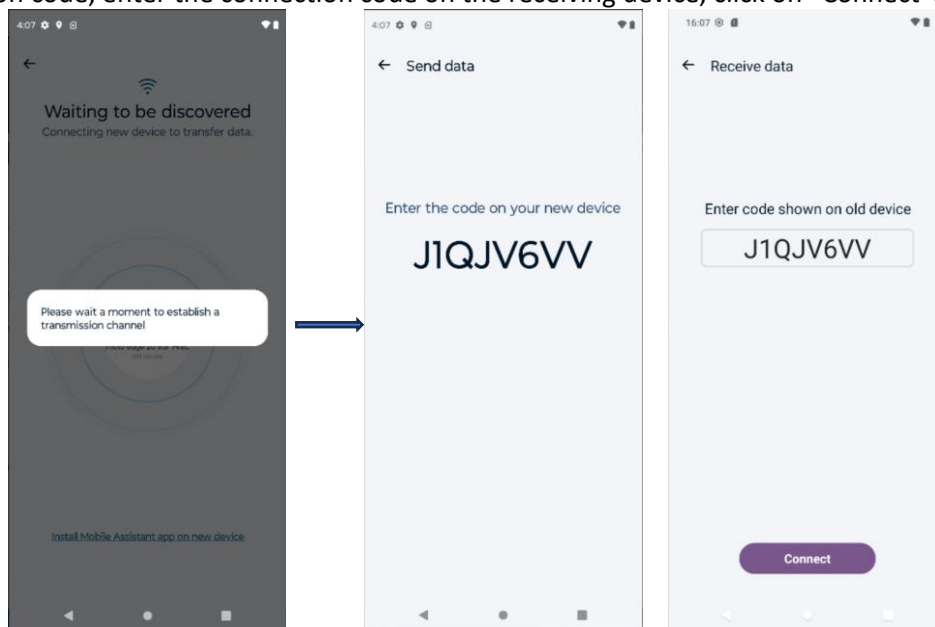 on code, enter the connection code on the receiving device, click on "Connect"
4:07
Waiting to be discovered
Connecting new device to transfer data.
Please wait a moment to establish a
transmission channel
old device
Install Mobile Assistant app on new device
4:07
Send data
Enter the code on your new device
J1QJV6VV
16:07
Receive data
Enter code shown on old device
J1QJV6VV
Connect